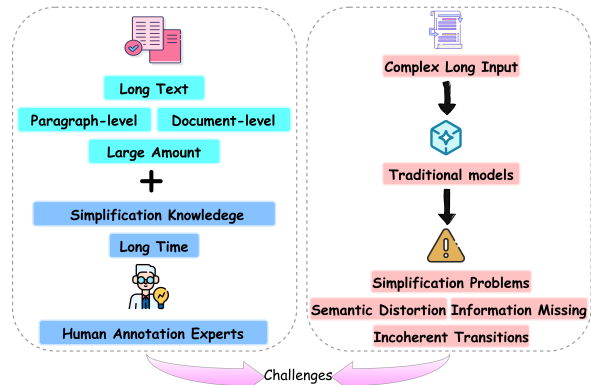 Long Text
Paragraph-level
Document-level
Large Amount
+
Simplification Knowledege
Long Time
Human Annotation Experts
Complex Long Input
Traditional models
Simplification Problems
Semantic Distortion
Information Missing
Incoherent Transitions
Challenges